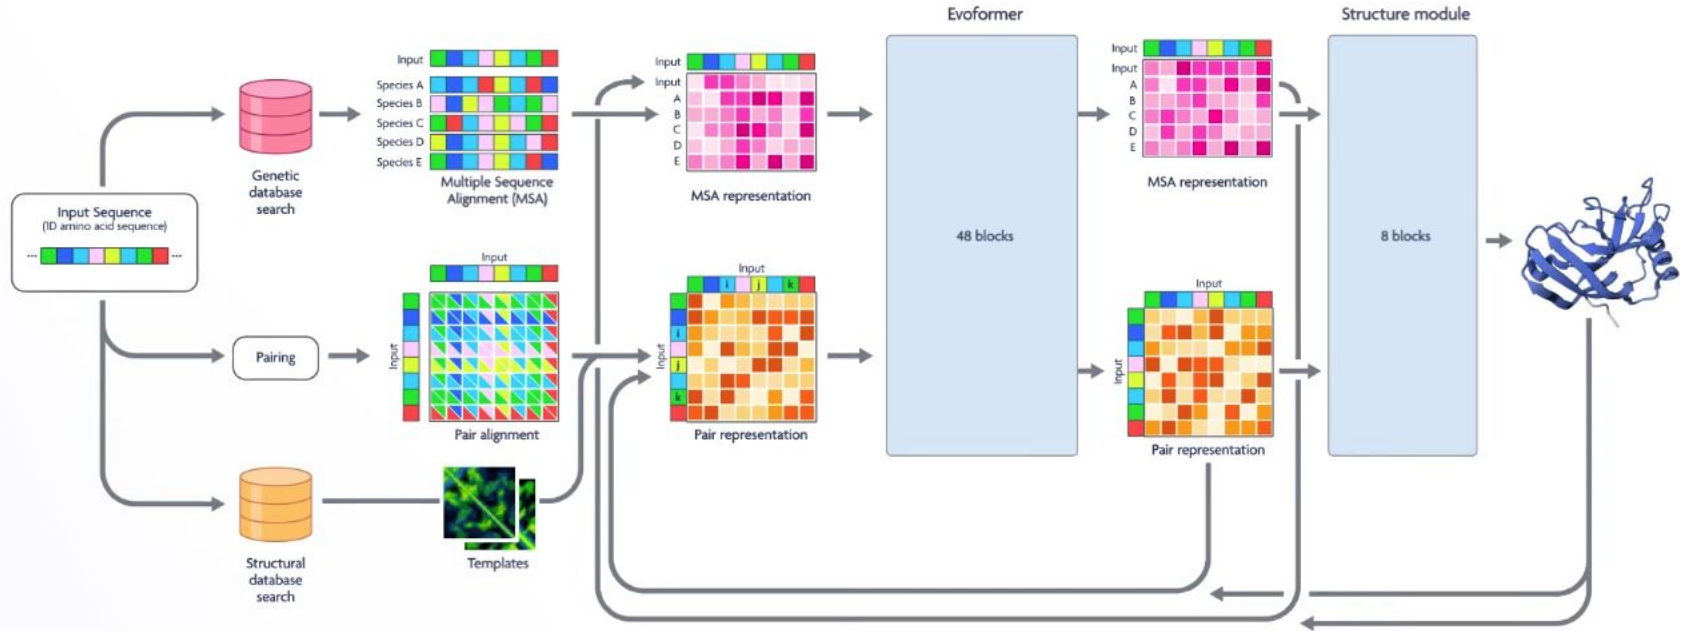 Evoformer
Structure module
Input
Species A
Species B
Species C
Species D
Species E
Multiple Sequence
Alignment (MSA)
Genetic
database
search
Input Sequence
(ID amino acid sequence)
...
...
Input
Input
A
B
C
D
E
MSA representation
48 blocks
Input
Input
A
B
C
D
E
MSA representation
8 blocks
Pairing
Input
Input
Pair alignment
Input
i
j
k
Input
i
j
k
Pair representation
Input
Input
Pair representation
Structural
database
search
Templates